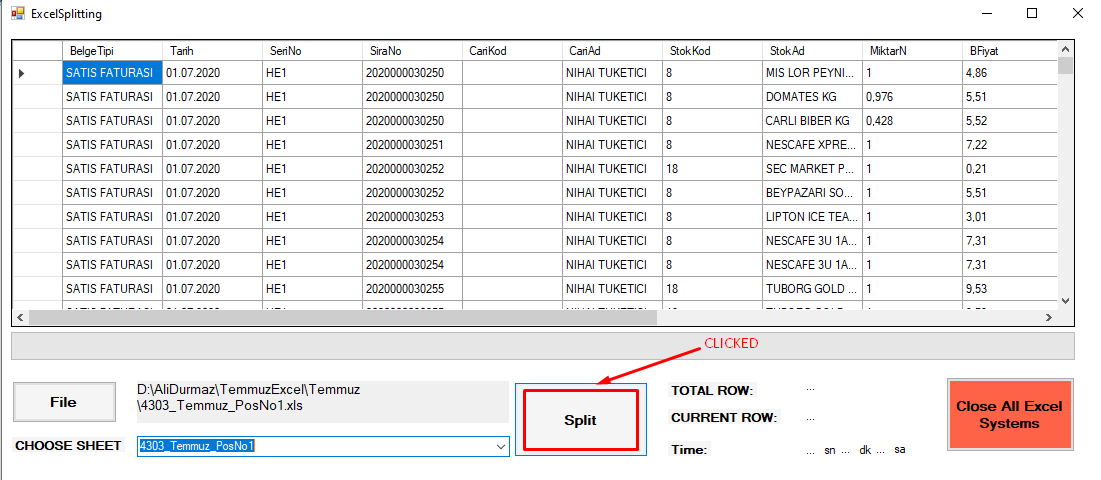 ExcelSplitting
BelgeTipi Tarih SeriNo SiraNo CariKod CariAd StokKod StokAd MiktarN BFiyat
SATIS FATURASI 01.07.2020 HE1 2020000030250 NIHAI TUKETICI 8 MIS LOR PEYNI... 1 4,86
SATIS FATURASI 01.07.2020 HE1 2020000030250 NIHAI TUKETICI 8 DOMATES KG 0,976 5,51
SATIS FATURASI 01.07.2020 HE1 2020000030250 NIHAI TUKETICI 8 CARLI BIBER KG 0,428 5,52
SATIS FATURASI 01.07.2020 HE1 2020000030251 NIHAI TUKETICI 8 NESCAFE XPRE... 1 7,22
SATIS FATURASI 01.07.2020 HE1 2020000030252 NIHAI TUKETICI 18 SEC MARKET P... 1 0,21
SATIS FATURASI 01.07.2020 HE1 2020000030252 NIHAI TUKETICI 8 BEYPAZARI SO... 1 5,51
SATIS FATURASI 01.07.2020 HE1 2020000030253 NIHAI TUKETICI 8 LIPTON ICE TEA... 1 3,01
SATIS FATURASI 01.07.2020 HE1 2020000030254 NIHAI TUKETICI 8 NESCAFE 3U 1A... 1 7,31
SATIS FATURASI 01.07.2020 HE1 2020000030254 NIHAI TUKETICI 8 NESCAFE 3U 1A... 1 7,31
SATIS FATURASI 01.07.2020 HE1 2020000030255 NIHAI TUKETICI 18 TUBORG GOLD ... 1 9,53
CLICKED
File
D:\AliDurmaz\TemmuzExcel\Temmuz
\4303_Temmuz_PosNo1.xls
Split
TOTAL ROW: ...
CURRENT ROW: ...
Time: ... sn ... dk ... sa
Close All Excel
Systems
CHOOSE SHEET 4303_Temmuz_PosNo1